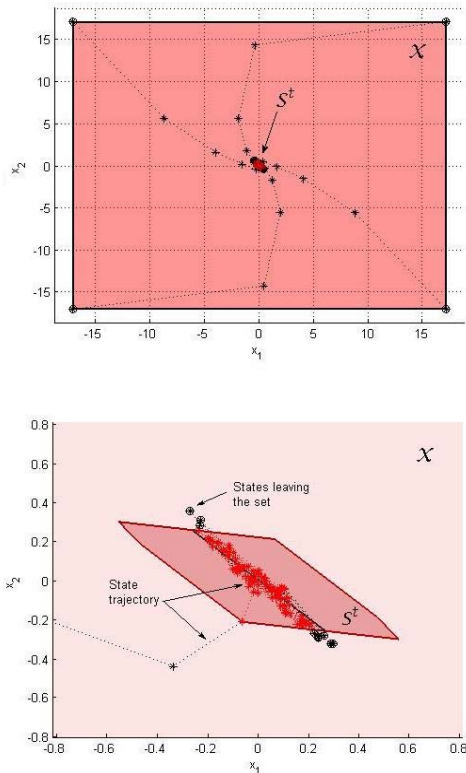 15
10
5
0
-5
-10
-15
x2
-15 -10 -5 0 5 10 15
x1
X
S^t
0.8
0.6
0.4
0.2
0
-0.2
-0.4
-0.6
-0.8
x2
-0.8 -0.6 -0.4 -0.2 0 0.2 0.4 0.6 0.8
x1
X
States leaving
the set
State
trajectory
S^t